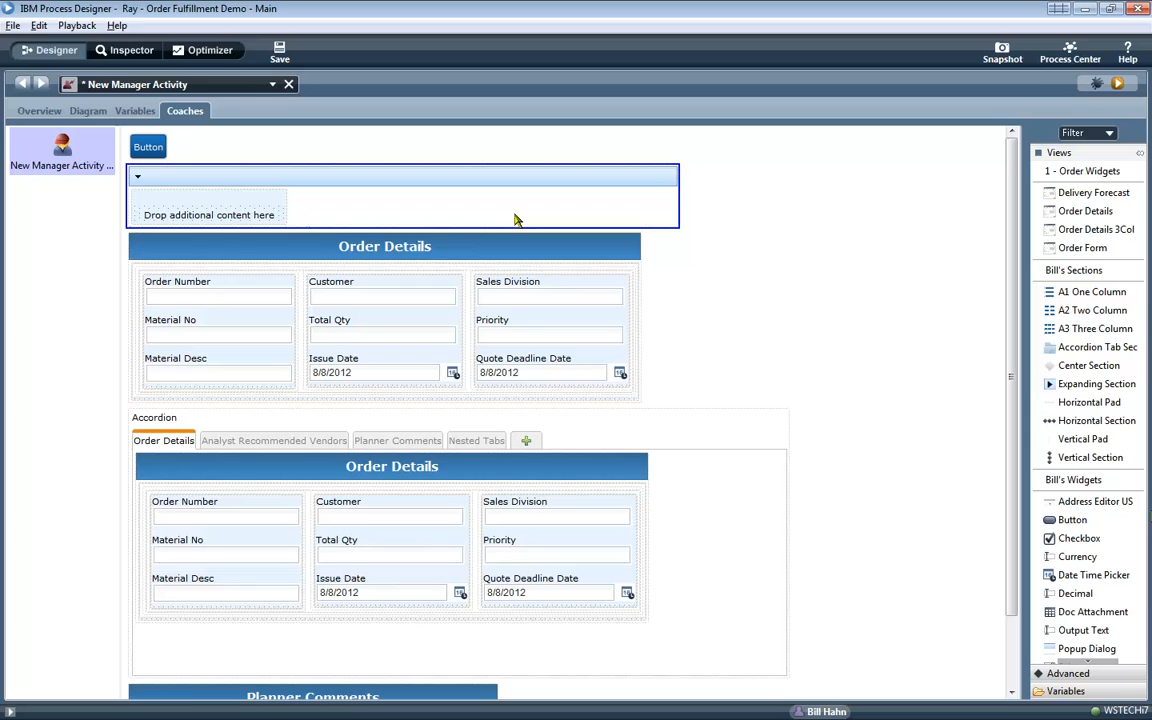 IBM Process Designer - Ray - Order Fulfillment Demo - Main
File Edit Playback Help
Designer Inspector Optimizer
Save
Snapshot Process Center Help
* New Manager Activity
Overview Diagram Variables Coaches
New Manager Activity ...
Button
Drop additional content here
Order Details
Order Number Customer Sales Division
Material No Total Qty Priority
Material Desc Issue Date Quote Deadline Date
8/8/2012 8/8/2012
Accordion
Order Details Analyst Recommended Vendors Planner Comments Nested Tabs
Order Details
Order Number Customer Sales Division
Material No Total Qty Priority
Material Desc Issue Date Quote Deadline Date
8/8/2012 8/8/2012
Planner Comments
Filter
Views
1 - Order Widgets
Delivery Forecast
Order Details
Order Details 3Col
Order Form
Bill's Sections
A1 One Column
A2 Two Column
A3 Three Column
Accordion Tab Sec
Center Section
Expanding Section
Horizontal Pad
Horizontal Section
Vertical Pad
Vertical Section
Bill's Widgets
Address Editor US
Button
Checkbox
Currency
Date Time Picker
Decimal
Doc Attachment
Output Text
Popup Dialog
Advanced
Variables
Bill Hahn
WSTECHi7